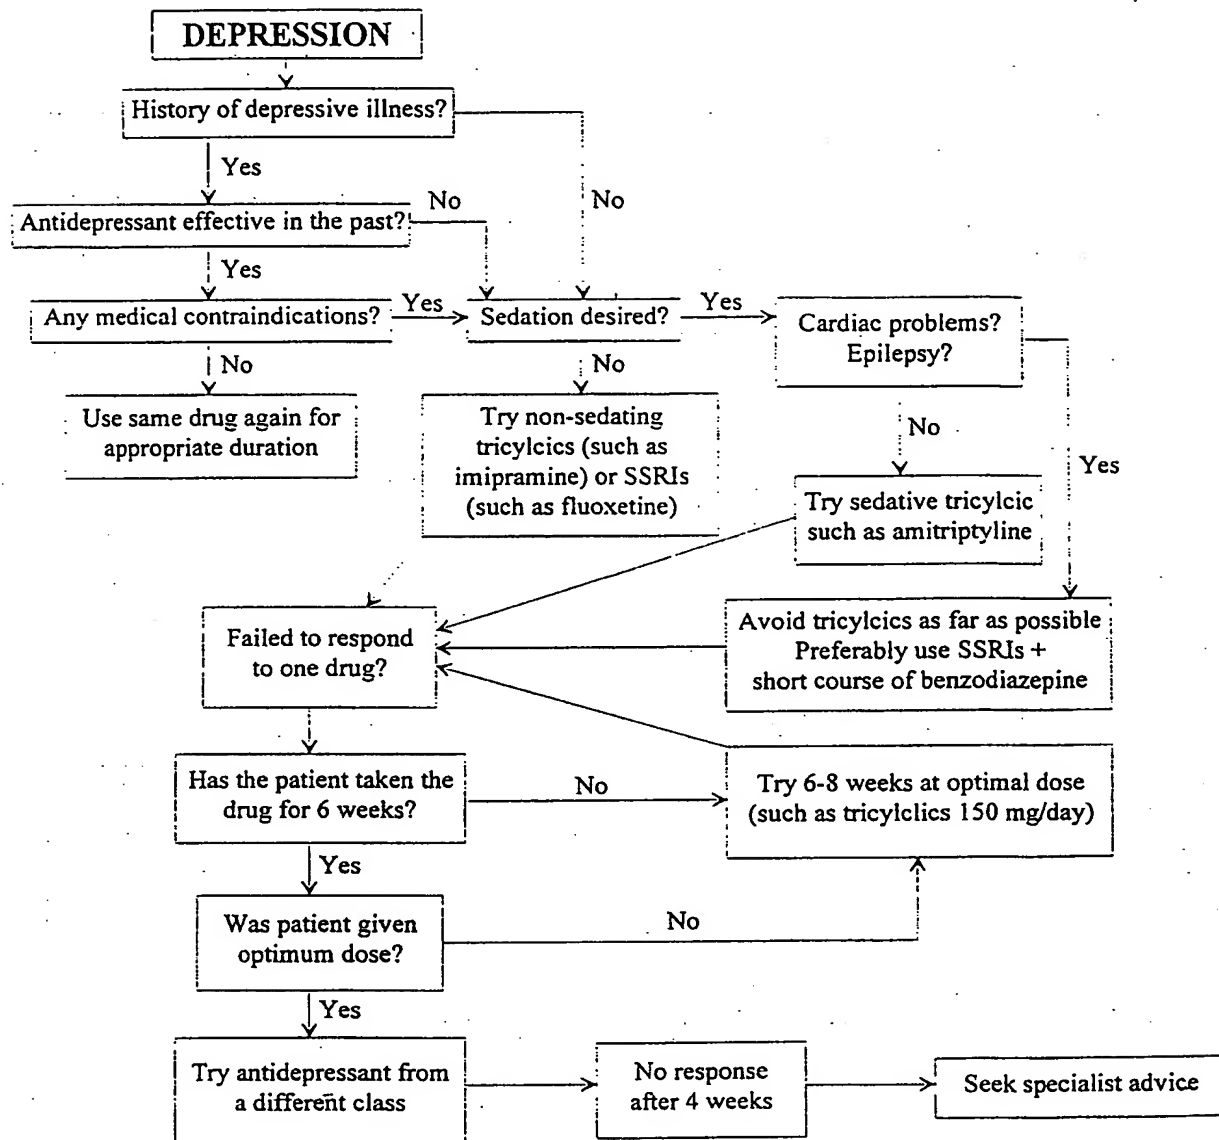 DEPRESSION
History of depressive illness?
Yes
No
No
Antidepressant effective in the past?
Yes
Any medical contraindications?
Yes
Sedation desired?
Yes
Cardiac problems?
Epilepsy?
No
No
No
Yes
Use same drug again for
appropriate duration
Try non-sedating
tricylcics (such as
imipramine) or SSRIs
(such as fluoxetine)
Try sedative tricylcic
such as amitriptyline
Failed to respond
to one drug?
Avoid tricylcics as far as possible
Preferably use SSRIs +
short course of benzodiazepine
Has the patient taken the
drug for 6 weeks?
No
Try 6-8 weeks at optimal dose
(such as tricylclics 150 mg/day)
Yes
Was patient given
optimum dose?
No
Yes
Try antidepressant from
a different class
No response
after 4 weeks
Seek specialist advice